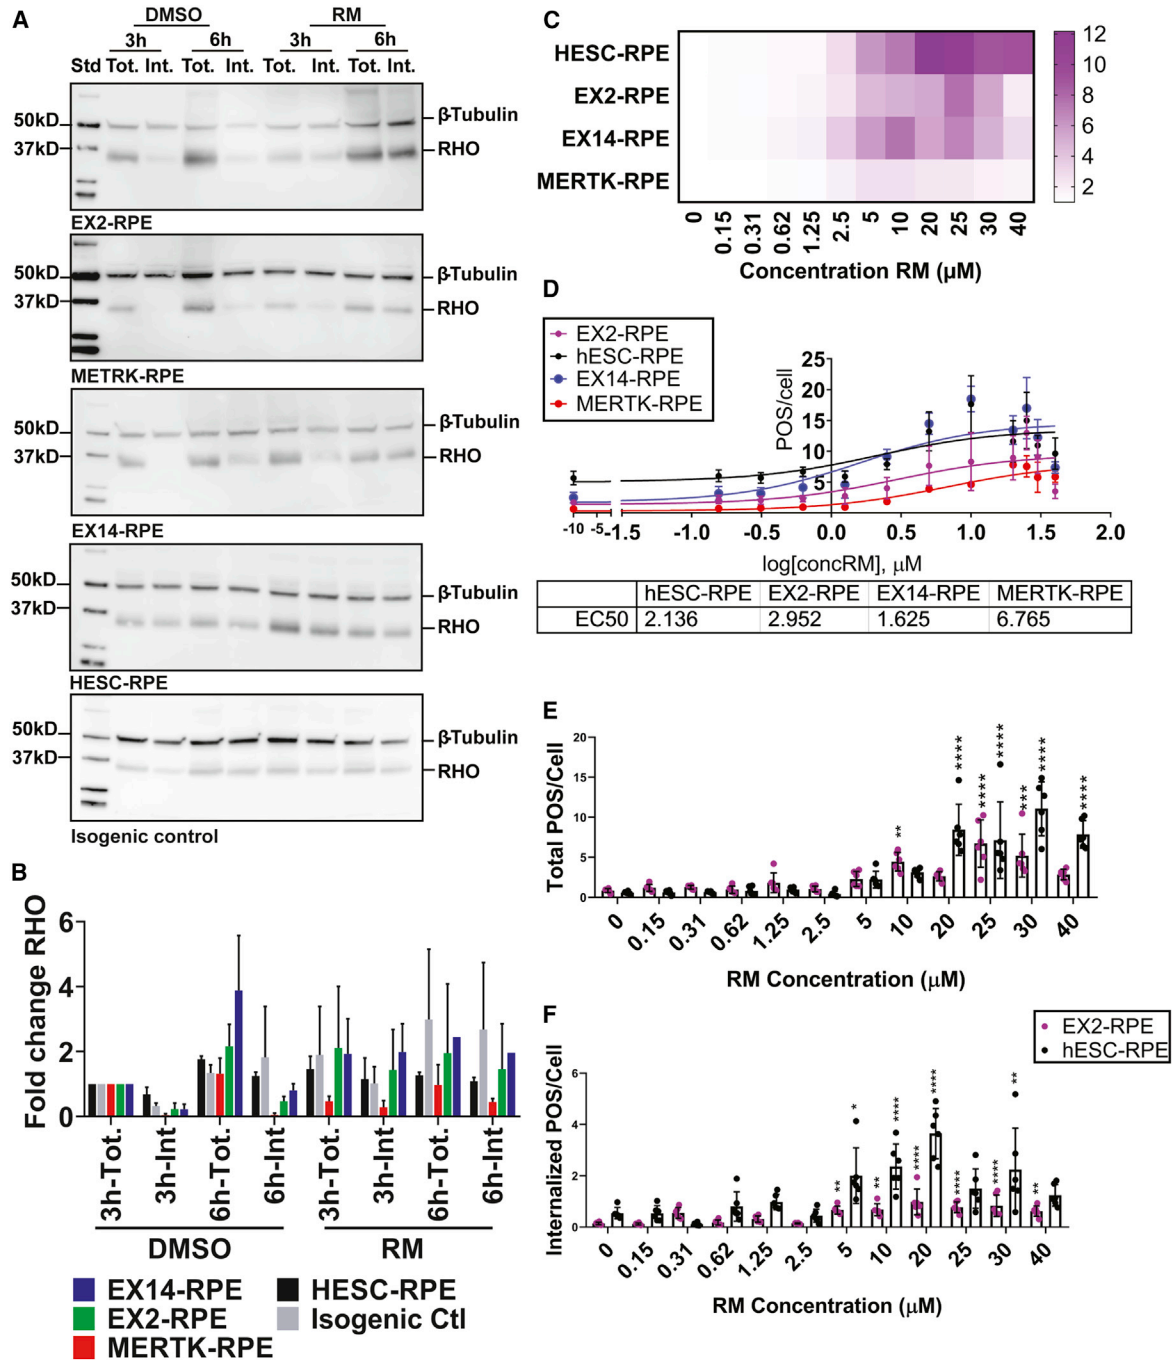 A
DMSO RM
3h 6h 3h 6h
Std Tot. Int. Tot. Int. Tot. Int. Tot. Int.
50kD
37kD
β-Tubulin
RHO
EX2-RPE
50kD
37kD
β-Tubulin
RHO
METRK-RPE
50kD
37kD
β-Tubulin
RHO
EX14-RPE
50kD
37kD
β-Tubulin
RHO
HESC-RPE
50kD
37kD
β-Tubulin
RHO
Isogenic control
B
Fold change RHO
6
4
2
0
3h-Tot. 3h-Int 6h-Tot. 6h-Int 3h-Tot. 3h-Int 6h-Tot. 6h-Int
DMSO RM
EX14-RPE HESC-RPE
EX2-RPE Isogenic Ctl
MERTK-RPE
C
HESC-RPE
EX2-RPE
EX14-RPE
MERTK-RPE
12
10
8
6
4
2
0 0.15 0.31 0.62 1.25 2.5 5 10 20 25 30 40
Concentration RM (µM)
D
EX2-RPE
hESC-RPE
EX14-RPE
MERTK-RPE
POS/cell
25
20
15
10
5
-10 -5 -1.5 -1.0 -0.5 0.0 0.5 1.0 1.5 2.0
log[concRM], µM
hESC-RPE EX2-RPE EX14-RPE MERTK-RPE
EC50 2.136 2.952 1.625 6.765
E
Total POS/Cell
20
15
10
5
0
** **** **** **** *** **** ****
0 0.15 0.31 0.62 1.25 2.5 5 10 20 25 30 40
RM Concentration (µM)
F
EX2-RPE
hESC-RPE
Internalized POS/Cell
6
4
2
0
** * ** **** **** **** **** **** ** **
0 0.15 0.31 0.62 1.25 2.5 5 10 20 25 30 40
RM Concentration (µM)